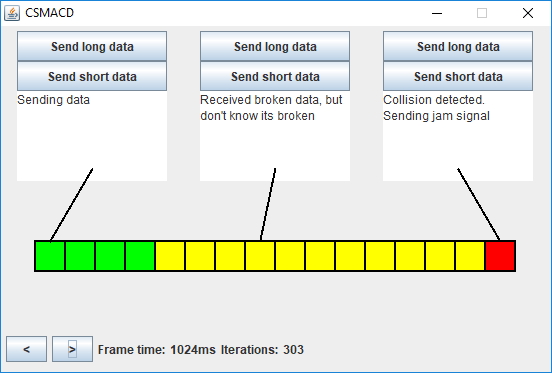 CSMACD
Send long data
Send long data
Send long data
Send short data
Send short data
Send short data
Sending data
Received broken data, but
don't know its broken
Collision detected.
Sending jam signal
<
>
Frame time: 1024ms Iterations: 303